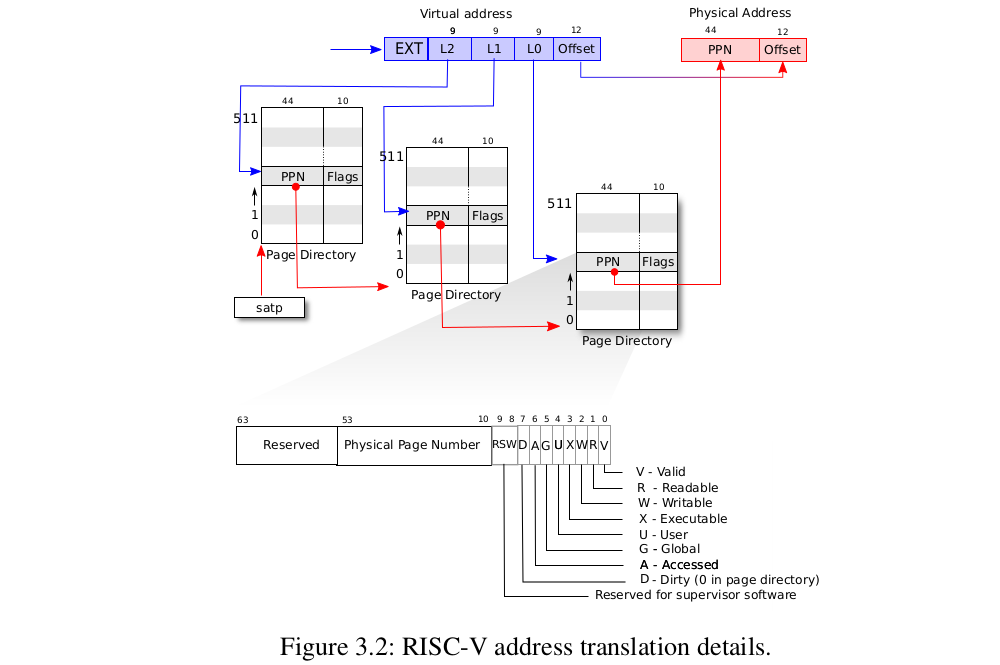 Virtual address
Physical Address
9 9 9 12
44 12
EXT L2 L1 L0 Offset
PPN Offset
44 10
511
PPN Flags
1
0
Page Directory
satp
44 10
511
PPN Flags
1
0
Page Directory
44 10
511
PPN Flags
1
0
Page Directory
63 53 10 9 8 7 6 5 4 3 2 1 0
Reserved Physical Page Number RSW D A G U X W R V
V - Valid
R - Readable
W - Writable
X - Executable
U - User
G - Global
A - Accessed
D - Dirty (0 in page directory)
Reserved for supervisor software
Figure 3.2: RISC-V address translation details.